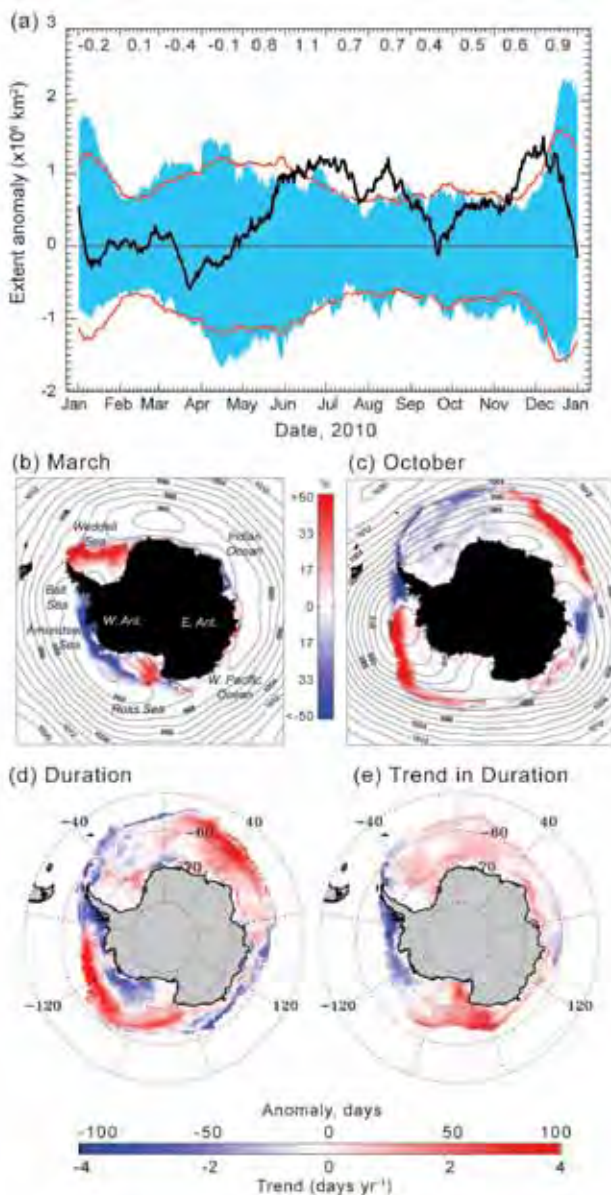 (a)
3
-0.2 0.1 -0.4 -0.1 0.8 1.1 0.7 0.7 0.4 0.5 0.6 0.9
2
1
0
-1
-2
Extent anomaly (x10⁶ km²)
Jan Feb Mar Apr May Jun Jul Aug Sep Oct Nov Dec Jan
Date, 2010
(b) March
(c) October
Weddell Sea
Indian Ocean
Bell Sea
Amundsen Sea
W. Ant.
E. Ant.
Ross Sea
W. Pacific Ocean
%
>50
33
17
0
17
33
<-50
(d) Duration
(e) Trend in Duration
-40
40
-60
-120
120
-40
40
-60
-120
120
Anomaly, days
-100 -50 0 50 100
-4 -2 0 2 4
Trend (days yr⁻¹)